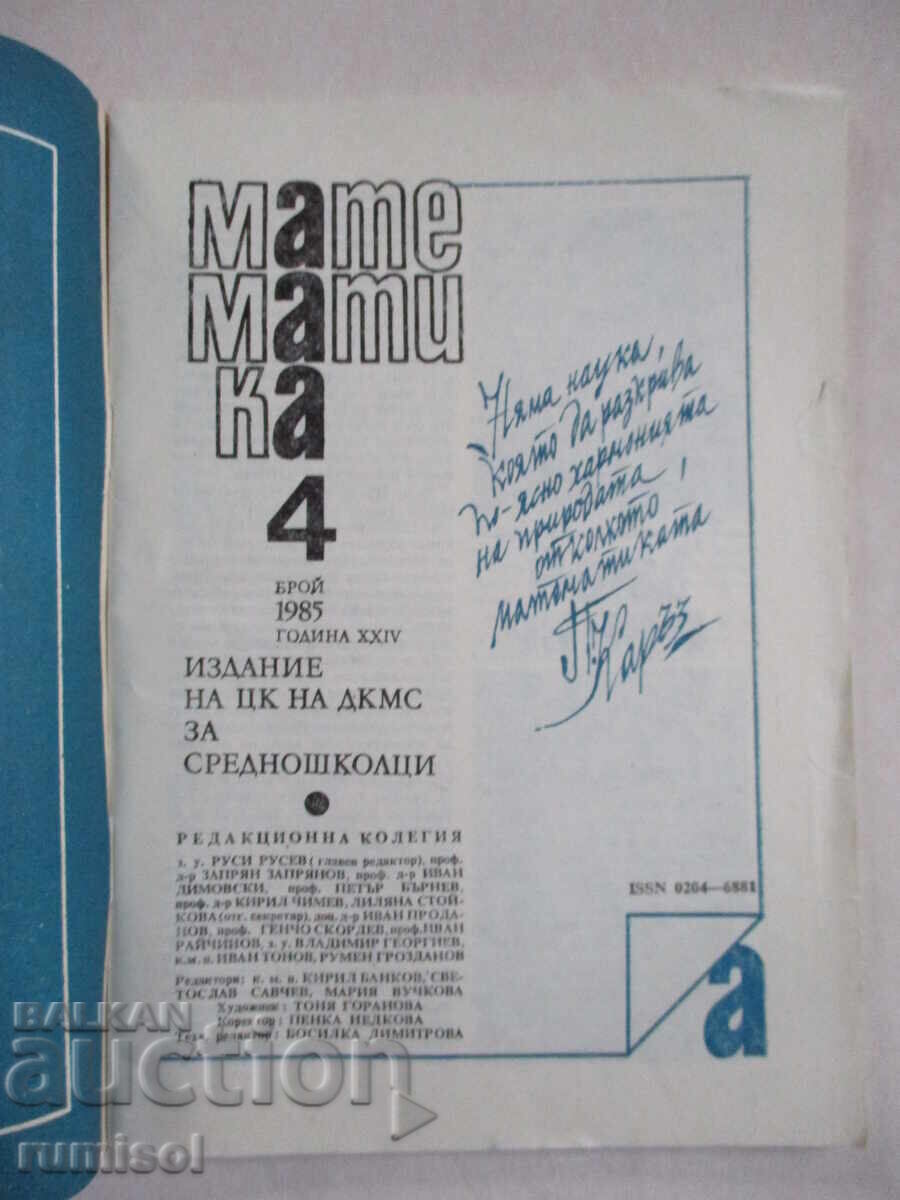 мате
мати
ка
4
БРОЙ
1985
ГОДИНА XXIV
ИЗДАНИЕ
НА ЦК НА ДКМС
ЗА
СРЕДНОШКОЛЦИ
РЕДАКЦИОННА КОЛЕГИЯ
з. у. РУСИ РУСЕВ (главен редактор), проф.
д-р ЗАПРЯН ЗАПРЯНОВ, проф. д-р ИВАН
ДИМОВСКИ, проф. ПЕТЪР БЪРНЕВ,
проф. д-р КИРИЛ ЧИМЕВ, ЛИЛЯНА СТОЙ-
КОВА (отг. секретар), доц. д-р ИВАН ПРОДА-
НОВ, проф. ГЕНЧО СКОРДЕВ, проф. ИВАН
РАЙЧИНОВ, з. у. ВЛАДИМИР ГЕОРГИЕВ,
к. м. н. ИВАН ТОНОВ, РУМЕН ГРОЗДАНОВ
Редактори: к. м. н. КИРИЛ БАНКОВ, СВЕ-
ТОСЛАВ САВЧЕВ, МАРИЯ ВУЧКОВА
Художник: ТОНЯ ГОРАНОВА
Коректор: ПЕНКА НЕДКОВА
Техн. редактор: БОСИЛКА ДИМИТРОВА
Няма наука,
която да разкрива
по-ясно хармонията
на природата,
отколкото
математиката
ISSN 0204-6881
а
BALKAN
auction
rumisol